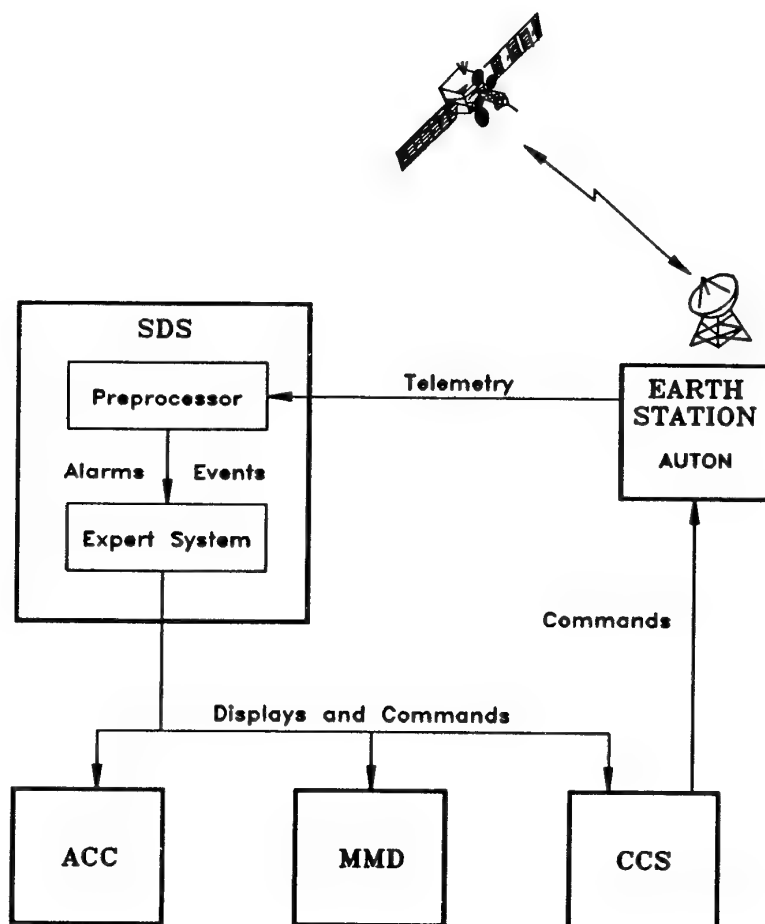 SDS
Preprocessor
Telemetry
EARTH
STATION
AUTON
Alarms Events
Expert System
Commands
Displays and Commands
ACC
MMD
CCS